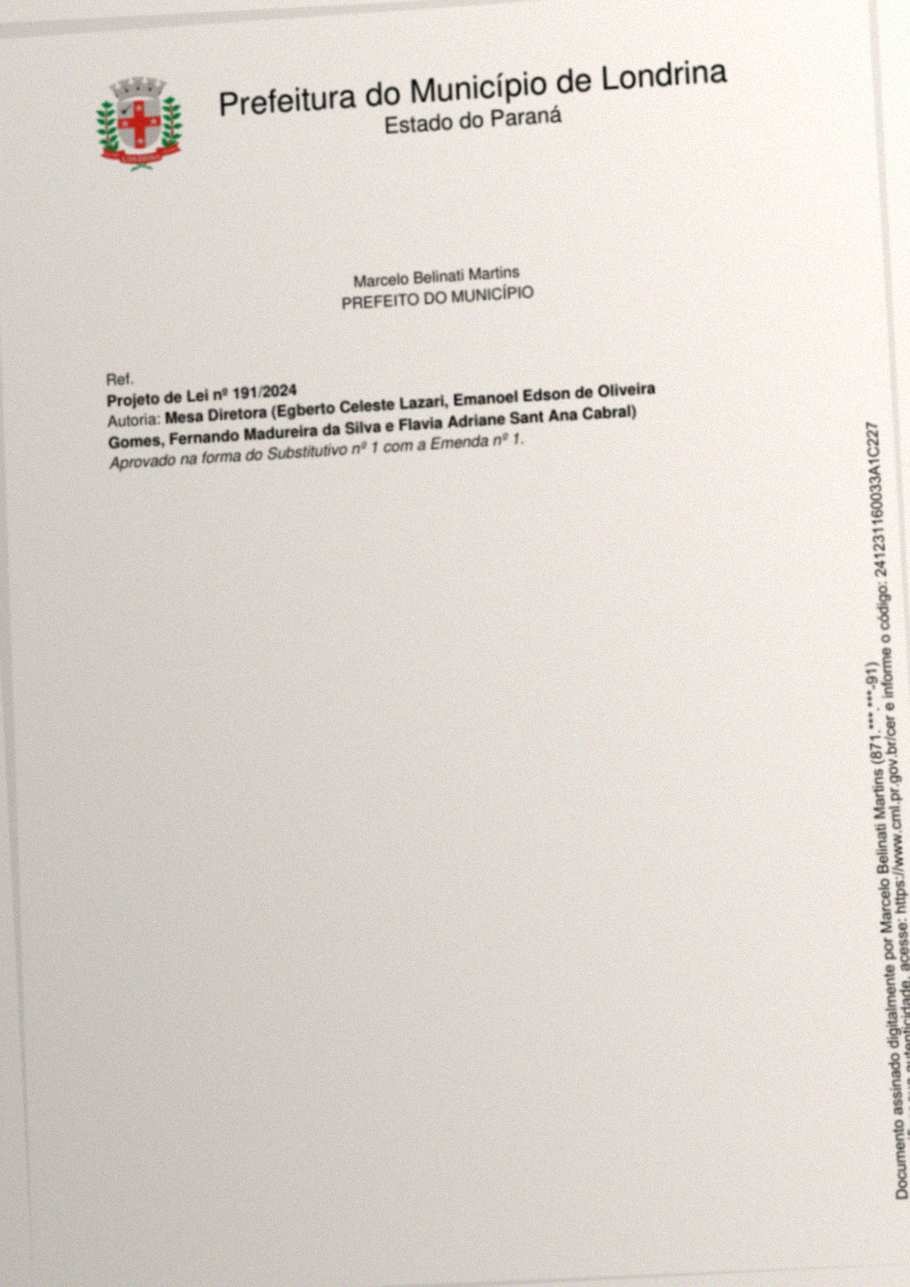 Prefeitura do Município de Londrina
Estado do Paraná
LONDRINA
Marcelo Belinati Martins
PREFEITO DO MUNICÍPIO
Ref.
Projeto de Lei nº 191/2024
Autoria: Mesa Diretora (Egberto Celeste Lazari, Emanoel Edson de Oliveira
Gomes, Fernando Madureira da Silva e Flavia Adriane Sant Ana Cabral)
Aprovado na forma do Substitutivo nº 1 com a Emenda nº 1.
Documento assinado digitalmente por Marcelo Belinati Martins (871.***.***-91)
autenticidade, acesse: https://www.cml.pr.gov.br/cer e informe o código: 241231160033A1C227